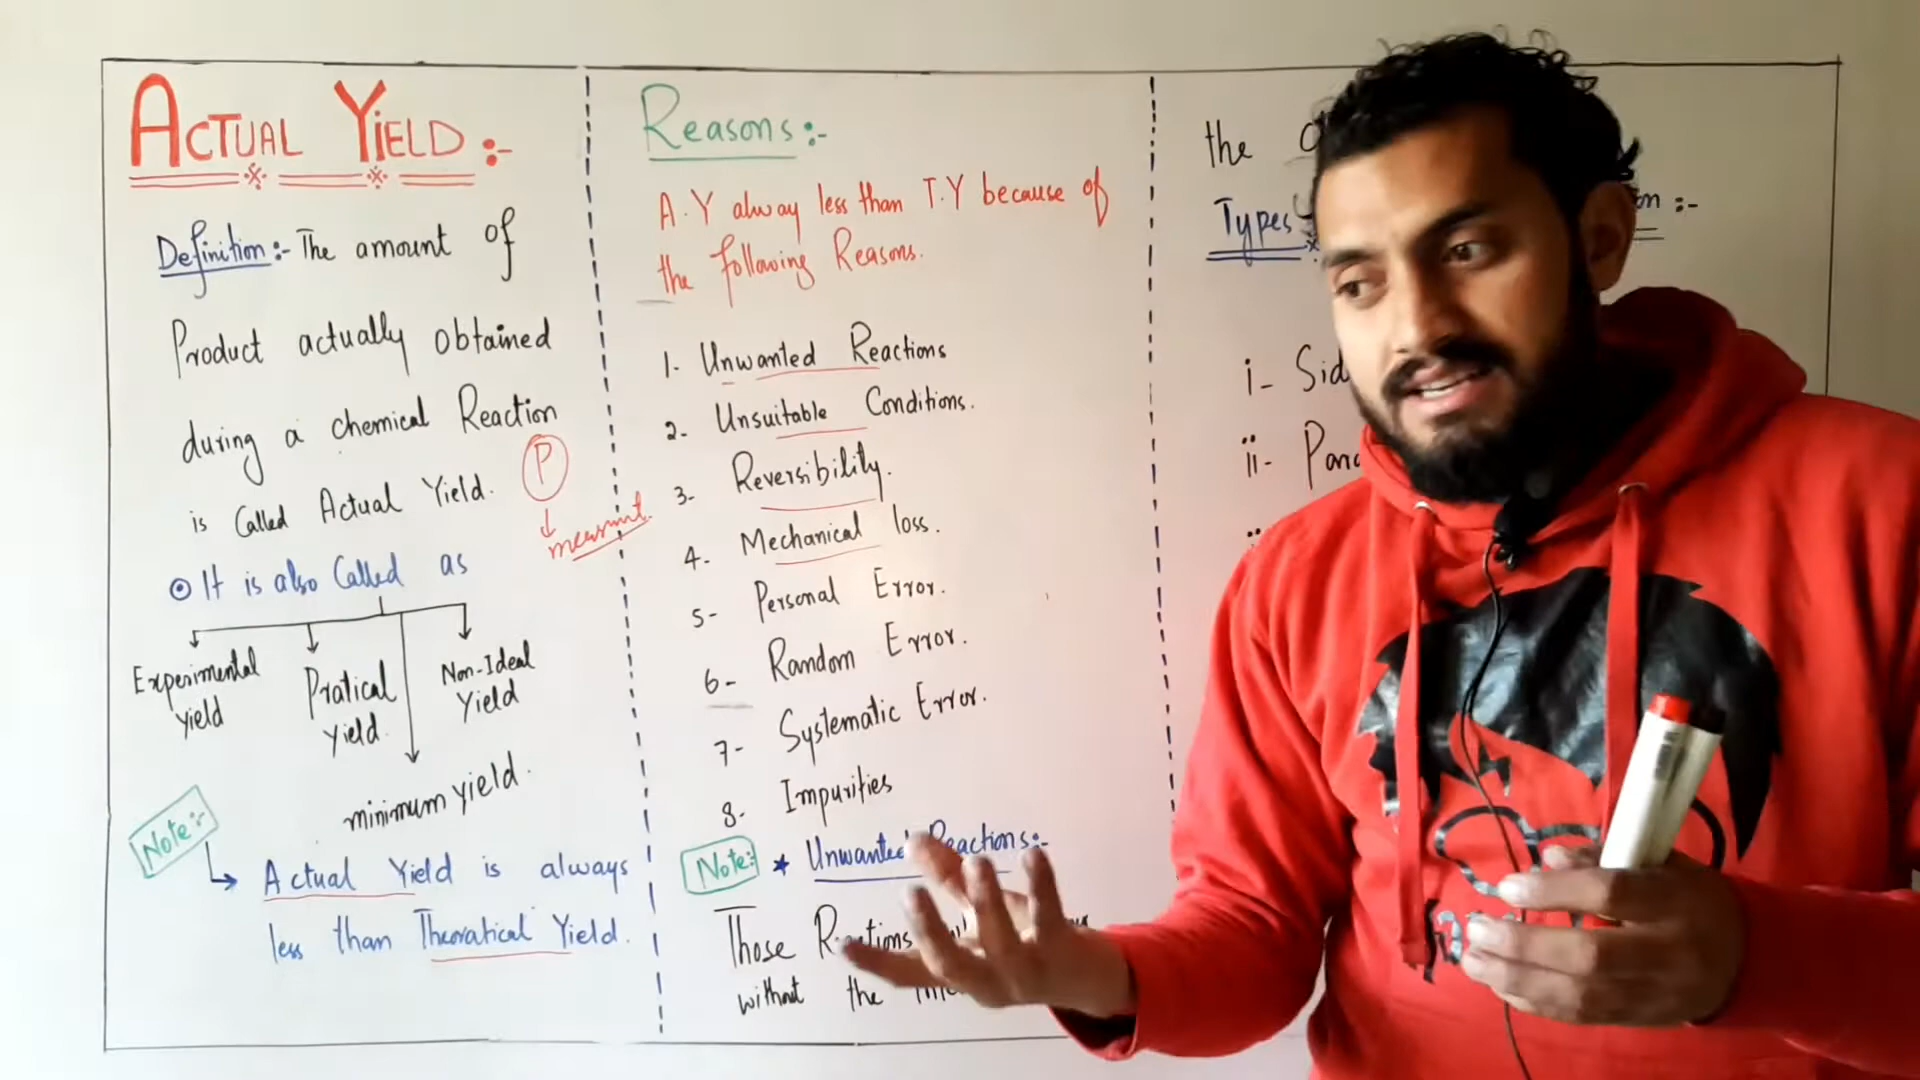 ACTUAL YiELD:-
Definition:- The amount of
Product actually obtained
during a chemical Reaction
is Called Actual Yield.
P
measmnt.
It is also Called as
Experimental
yield
Pratical
yield.
Non-Ideal
Yield
minimum yield.
Note:-
Actual Yield is always
less than Theoratical Yield.
Reasons:-
A.Y alway less than T.Y because of
the following Reasons.
1- Unwanted Reactions
2- Unsuitable Conditions.
3- Reversibility.
4- Mechanical loss.
5- Personal Error.
6- Random Error.
7- Systematic Error.
8- Impurities
Note:- Unwanted Reactions:-
Those Reactions
without the
the
Types
i-
ii-